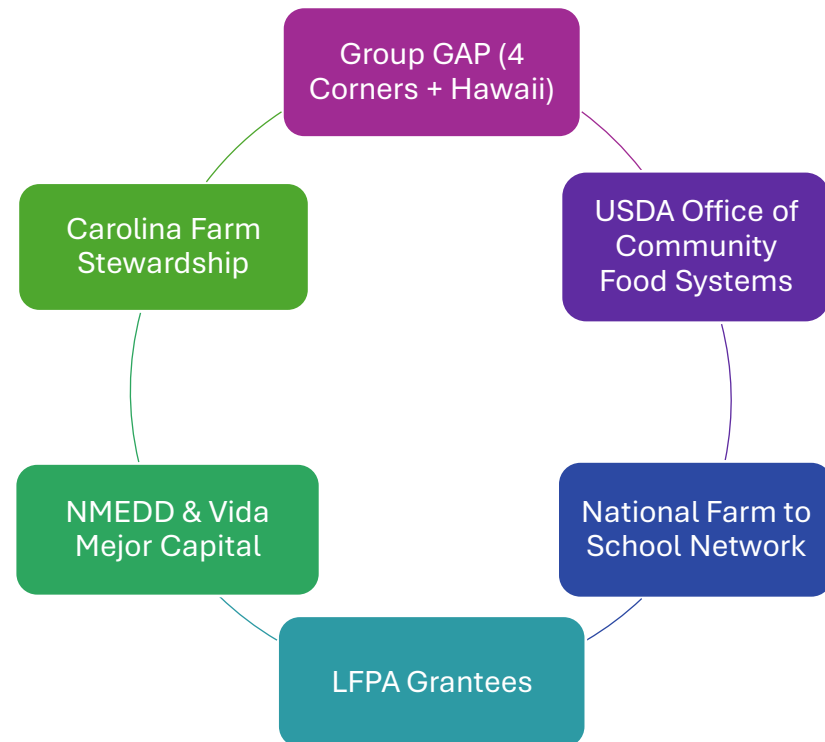 Group GAP (4
Corners + Hawaii)
USDA Office of
Community
Food Systems
National Farm to
School Network
LFPA Grantees
NMEDD & Vida
Mejor Capital
Carolina Farm
Stewardship